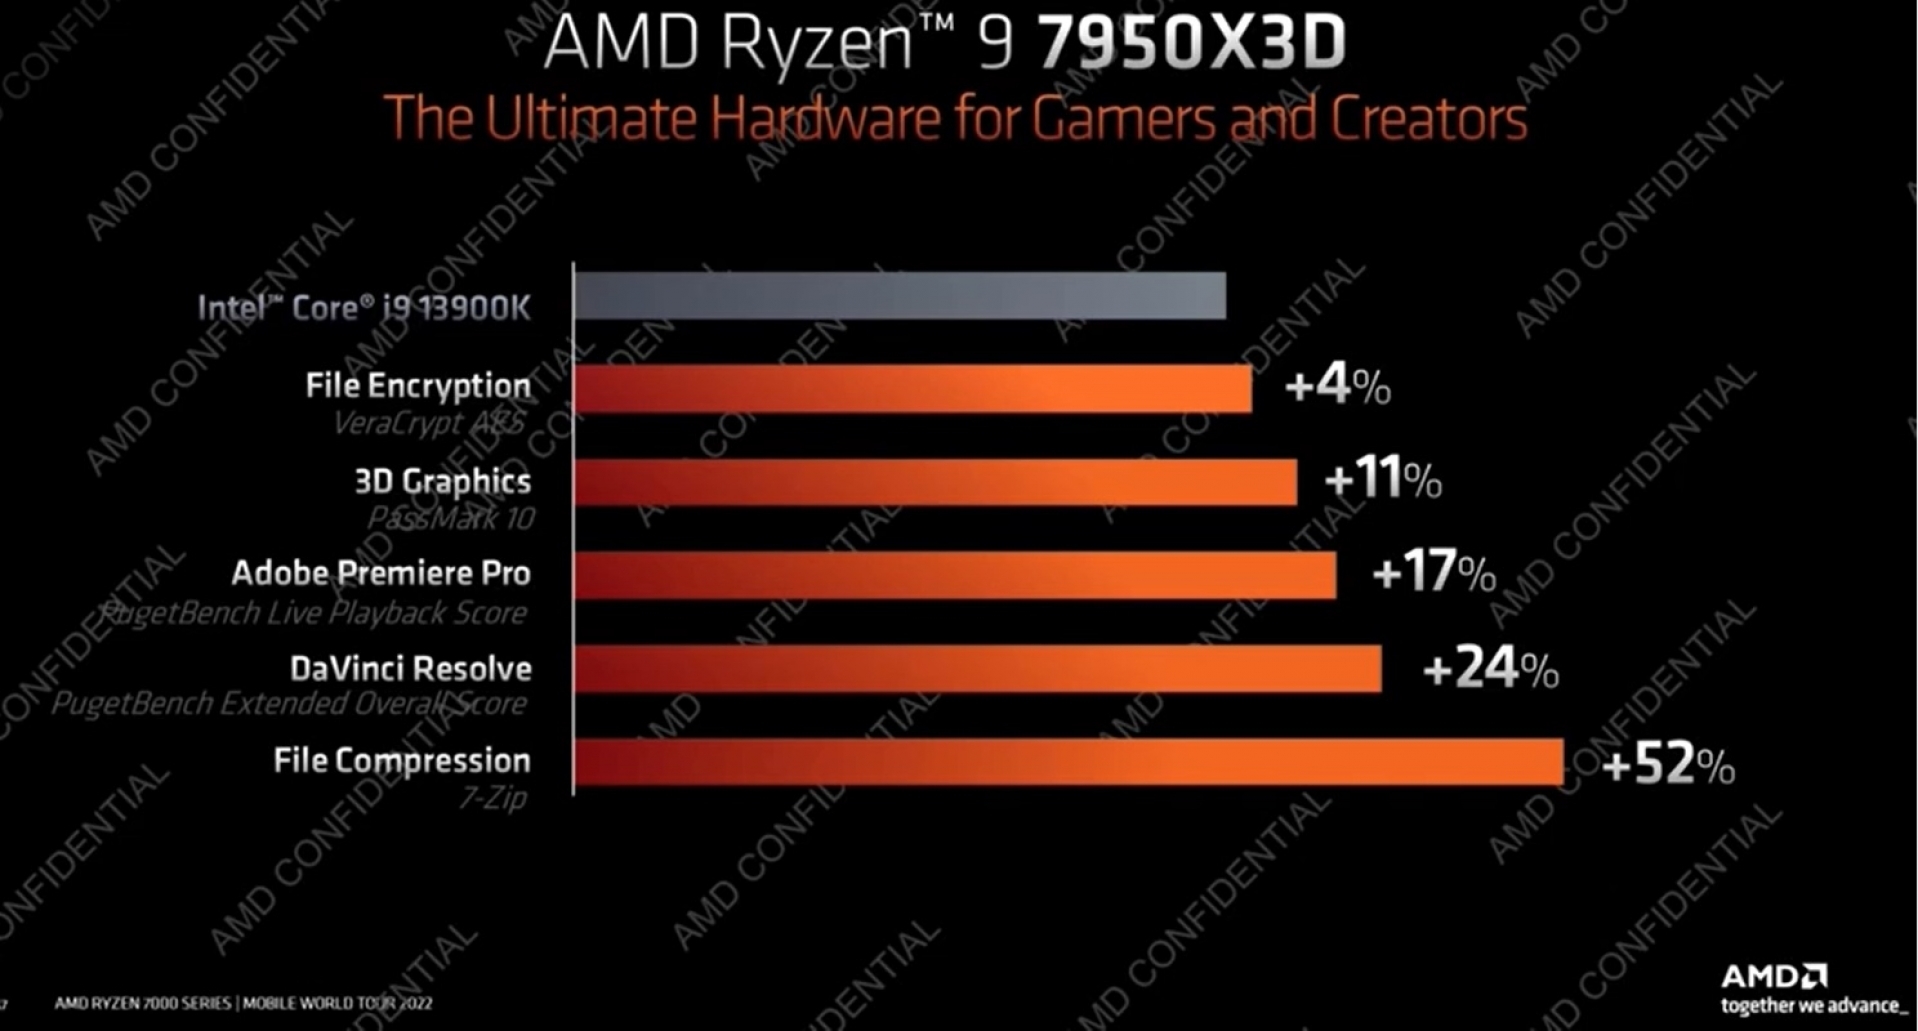 AMD Ryzen™ 9 7950X3D
The Ultimate Hardware for Gamers and Creators
Intel™ Core® i9 13900K
File Encryption +4%
VeraCrypt AES
3D Graphics +11%
PassMark 10
Adobe Premiere Pro +17%
PugetBench Live Playback Score
DaVinci Resolve +24%
PugetBench Extended Overall Score
File Compression +52%
7-Zip
AMD CONFIDENTIAL
AMD RYZEN 7000 SERIES | MOBILE WORLD TOUR 2022
AMD
together we advance_